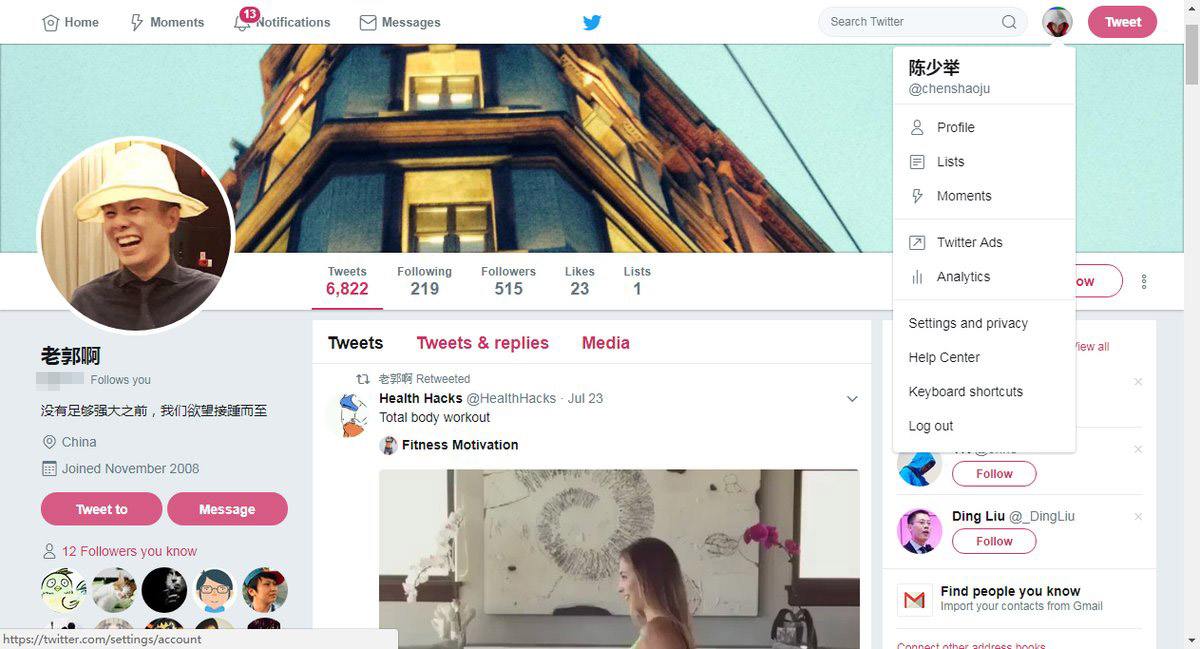 Home
Moments
13
Notifications
Messages
Search Twitter
Tweet
陈少举
@chenshaoju
Profile
Lists
Moments
Twitter Ads
Analytics
Settings and privacy
Help Center
Keyboard shortcuts
Log out
Tweets
6,822
Following
219
Followers
515
Likes
23
Lists
1
ow
老郭啊
Follows you
没有足够强大之前，我们欲望接踵而至
China
Joined November 2008
Tweet to
Message
12 Followers you know
Tweets
Tweets & replies
Media
老郭啊 Retweeted
Health Hacks @HealthHacks · Jul 23
Total body workout
Fitness Motivation
View all
Follow
Ding Liu @_DingLiu
Follow
Find people you know
Import your contacts from Gmail
Connect other address books
https://twitter.com/settings/account